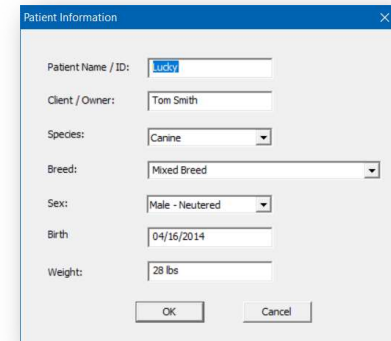 Patient Information
Patient Name / ID: Lucky
Client / Owner: Tom Smith
Species: Canine
Breed: Mixed Breed
Sex: Male - Neutered
Birth 04/16/2014
Weight: 28 lbs
OK Cancel